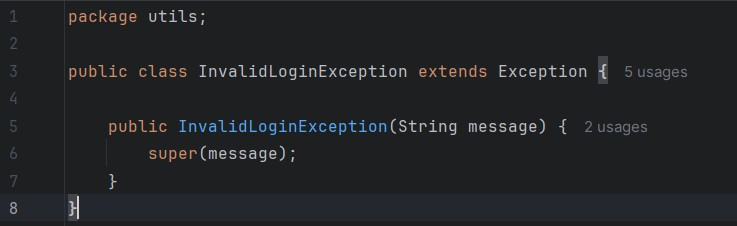 1 package utils;
2
3 public class InvalidLoginException extends Exception { 5 usages
4
5 public InvalidLoginException(String message) { 2 usages
6 super(message);
7 }
8 }